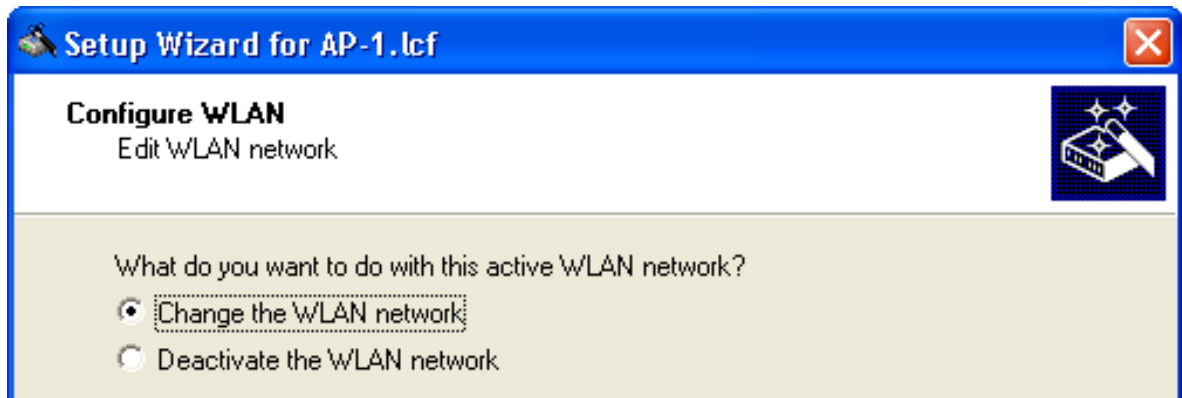 Setup Wizard for AP-1.lcf
Configure WLAN
Edit WLAN network
What do you want to do with this active WLAN network?
Change the WLAN network
Deactivate the WLAN network